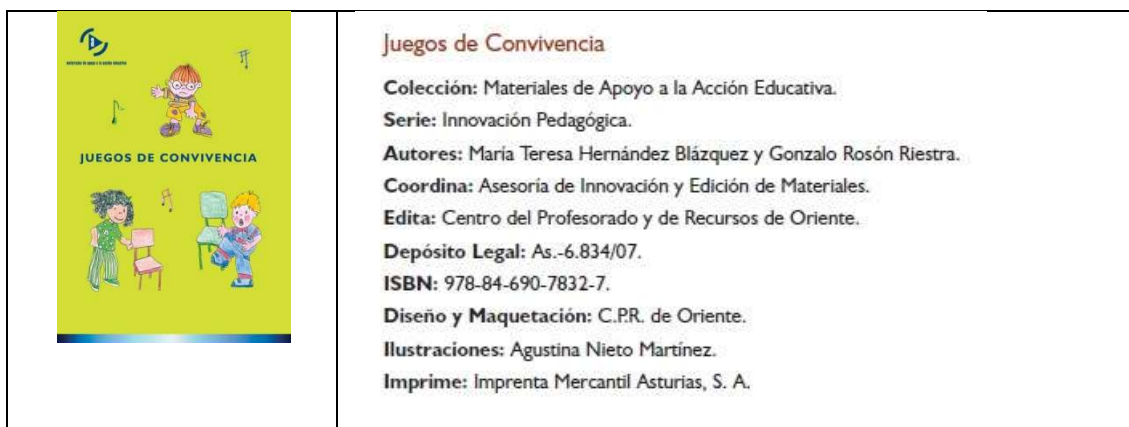 JUEGOS DE CONVIVENCIA
Juegos de Convivencia
Colección: Materiales de Apoyo a la Acción Educativa.
Serie: Innovación Pedagógica.
Autores: María Teresa Hernández Blázquez y Gonzalo Rosón Riestra.
Coordina: Asesoría de Innovación y Edición de Materiales.
Edita: Centro del Profesorado y de Recursos de Oriente.
Depósito Legal: As.-6.834/07.
ISBN: 978-84-690-7832-7.
Diseño y Maquetación: C.P.R. de Oriente.
Ilustraciones: Agustina Nieto Martínez.
Imprime: Imprenta Mercantil Asturias, S. A.